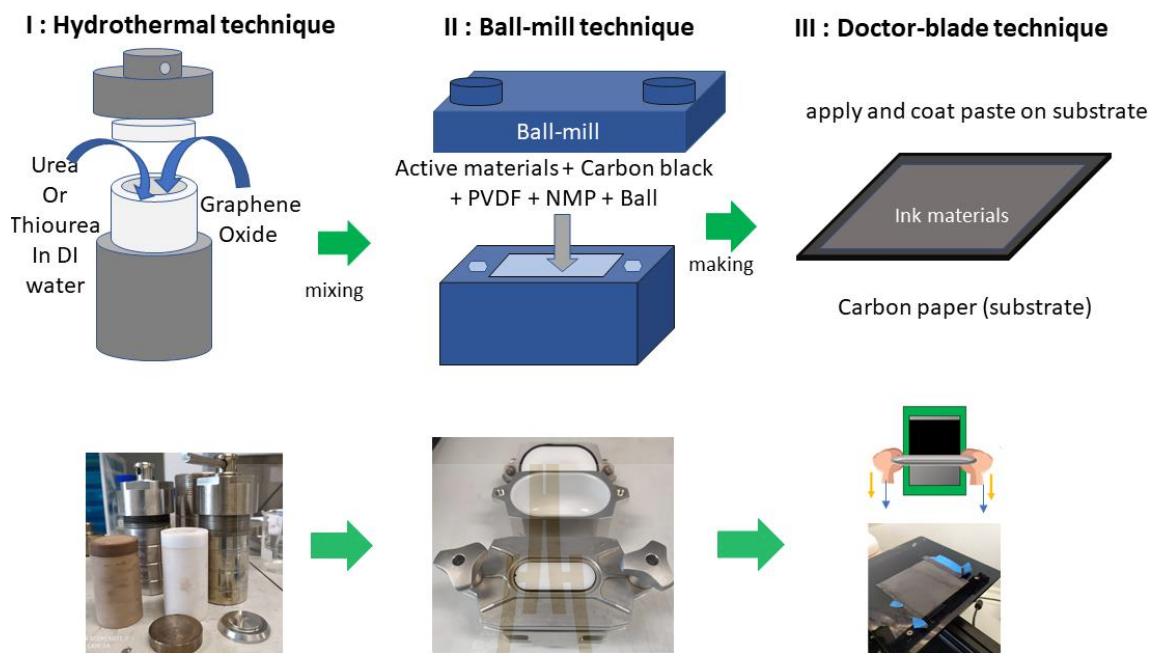 I : Hydrothermal technique
Urea
Or
Thiourea
In DI
water
Graphene
Oxide
mixing
II : Ball-mill technique
Ball-mill
Active materials + Carbon black
+ PVDF + NMP + Ball
making
III : Doctor-blade technique
apply and coat paste on substrate
Ink materials
Carbon paper (substrate)